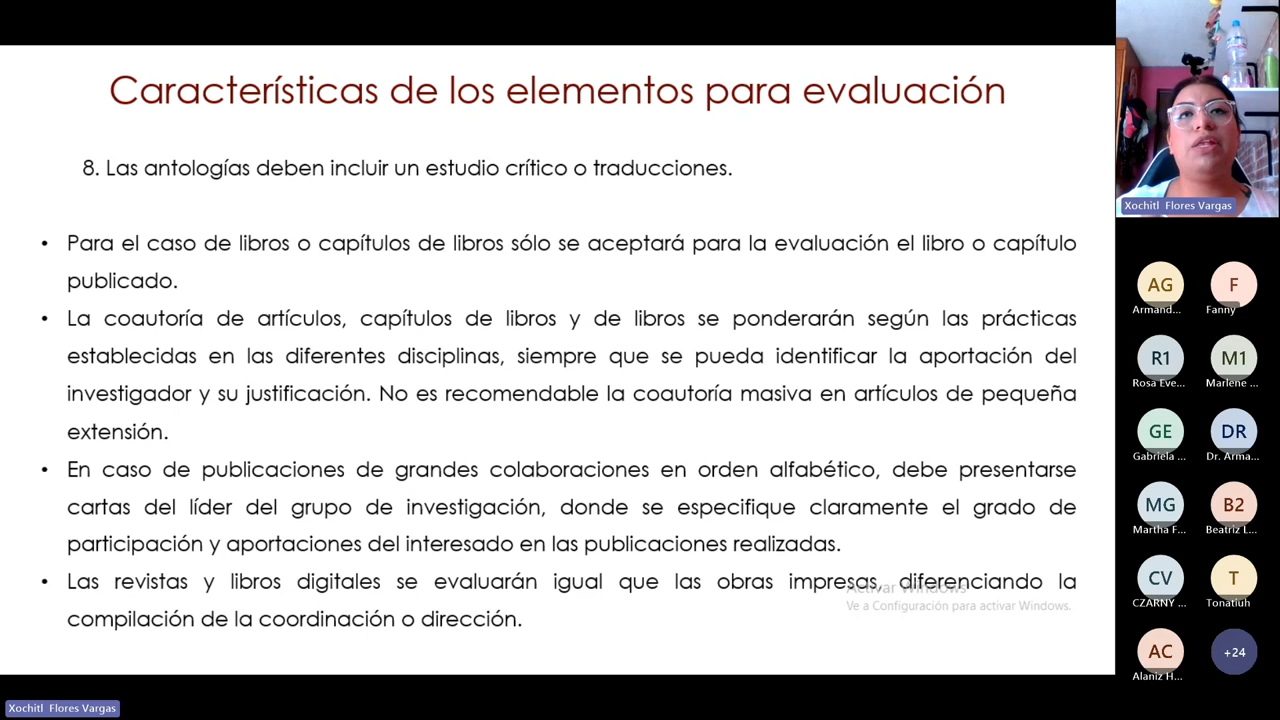 Características de los elementos para evaluación
8. Las antologías deben incluir un estudio crítico o traducciones.
• Para el caso de libros o capítulos de libros sólo se aceptará para la evaluación el libro o capítulo
publicado.
• La coautoría de artículos, capítulos de libros y de libros se ponderarán según las prácticas
establecidas en las diferentes disciplinas, siempre que se pueda identificar la aportación del
investigador y su justificación. No es recomendable la coautoría masiva en artículos de pequeña
extensión.
• En caso de publicaciones de grandes colaboraciones en orden alfabético, debe presentarse
cartas del líder del grupo de investigación, donde se especifique claramente el grado de
participación y aportaciones del interesado en las publicaciones realizadas.
• Las revistas y libros digitales se evaluarán igual que las obras impresas, diferenciando la
compilación de la coordinación o dirección.
Activar Windows
Ve a Configuración para activar Windows.
Xochitl Flores Vargas
AG
Armand...
F
Fanny
R1
Rosa Eve...
M1
Marlene ...
GE
Gabriela ...
DR
Dr. Arma...
MG
Martha F...
B2
Beatriz L...
CV
CZARNY ...
T
Tonatiuh
AC
Alaniz H...
+24
Xochitl Flores Vargas